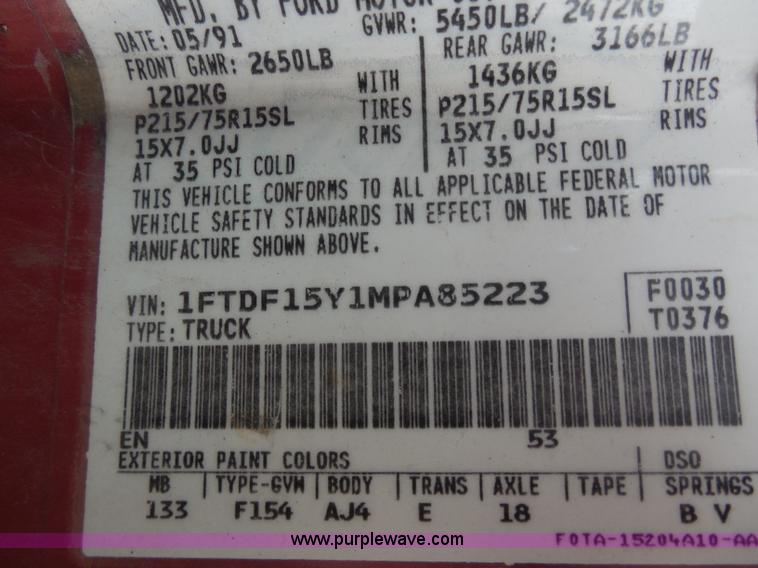 MFD. BY FORD MOTOR
DATE: 05/91 GVWR: 5450LB/ 2472KG
FRONT GAWR: 2650LB REAR GAWR: 3166LB
1202KG WITH 1436KG WITH
P215/75R15SL TIRES P215/75R15SL TIRES
15X7.0JJ RIMS 15X7.0JJ RIMS
AT 35 PSI COLD AT 35 PSI COLD
THIS VEHICLE CONFORMS TO ALL APPLICABLE FEDERAL MOTOR
VEHICLE SAFETY STANDARDS IN EFFECT ON THE DATE OF
MANUFACTURE SHOWN ABOVE.
VIN: 1FTDF15Y1MPA85223 F0030
TYPE: TRUCK T0376
EN 53
EXTERIOR PAINT COLORS DSO
MB TYPE-GVW BODY TRANS AXLE TAPE SPRINGS
133 F154 AJ4 E 18 B V
F0TA-15204A10-AA
www.purplewave.com